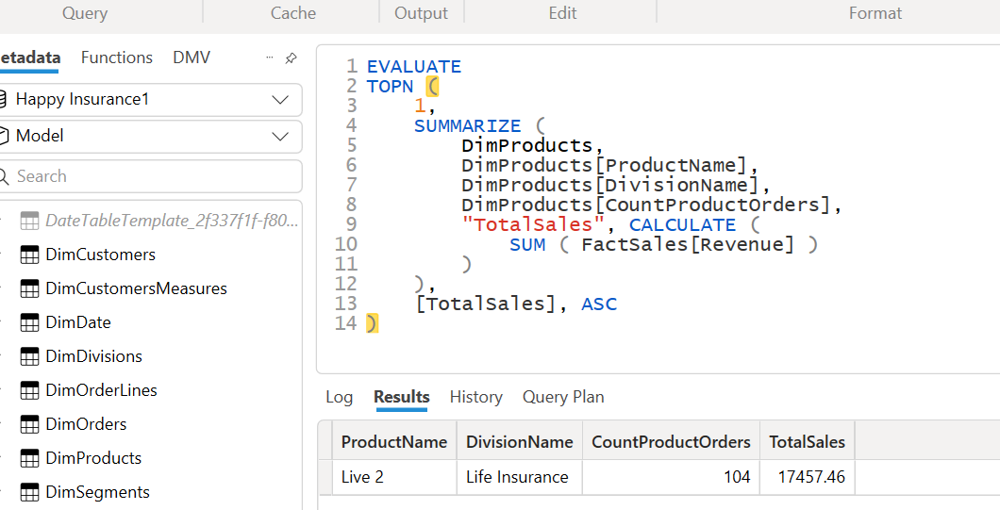 Query Cache Output Edit Format
etadata Functions DMV ...
Happy Insurance1
Model
Search
DateTableTemplate_2f337f1f-f80...
DimCustomers
DimCustomersMeasures
DimDate
DimDivisions
DimOrderLines
DimOrders
DimProducts
DimSegments
1 EVALUATE
2 TOPN (
3 1,
4 SUMMARIZE (
5 DimProducts,
6 DimProducts[ProductName],
7 DimProducts[DivisionName],
8 DimProducts[CountProductOrders],
9 "TotalSales", CALCULATE (
10 SUM ( FactSales[Revenue] )
11 )
12 ),
13 [TotalSales], ASC
14 )
Log Results History Query Plan
ProductName DivisionName CountProductOrders TotalSales
Live 2 Life Insurance 104 17457.46